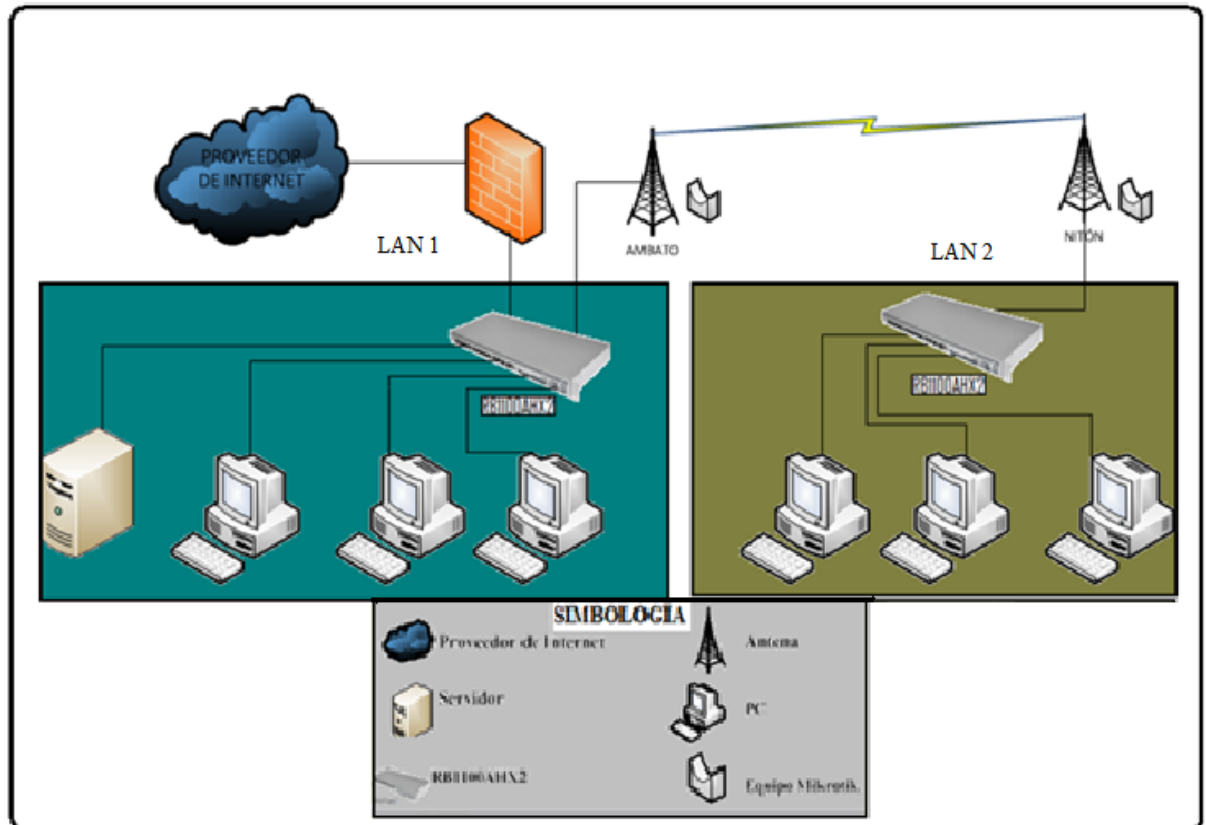 PROVEEDOR
DE INTERNET
LAN 1
AMBATO
LAN 2
NITÓN
RB1100AHX2
RB1100AHX2
SIMBOLOGIA
Proveedor de Internet
Antena
Servidor
PC
RB1100AHX2
Equipo Mikrotik